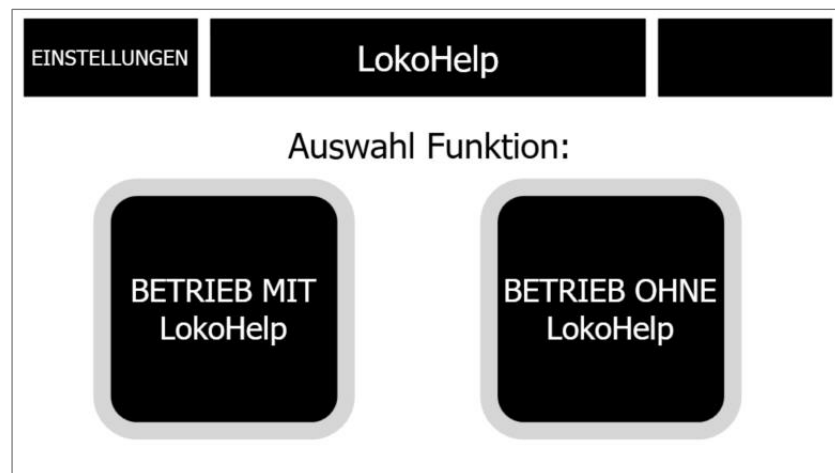 EINSTELLUNGEN
LokoHelp
Auswahl Funktion:
BETRIEB MIT
LokoHelp
BETRIEB OHNE
LokoHelp